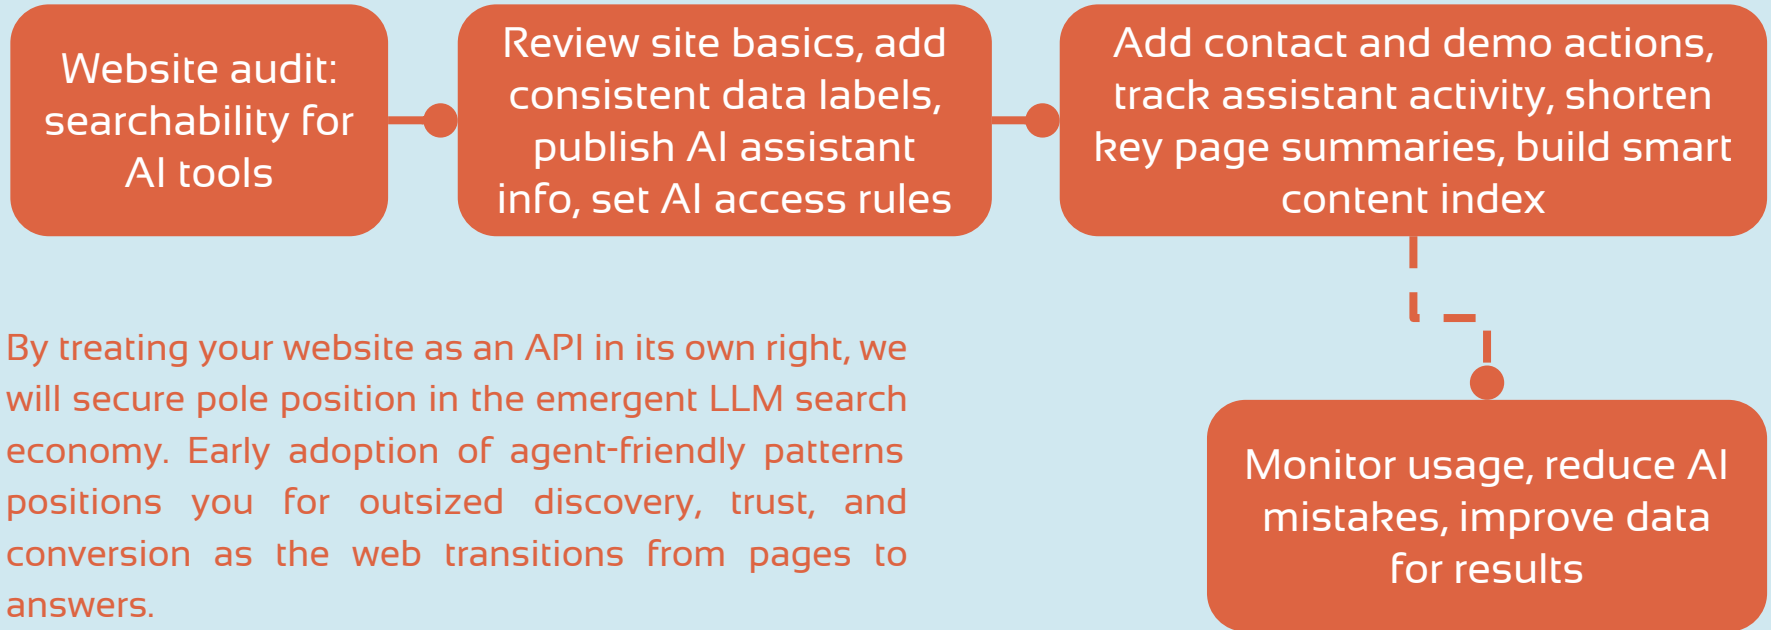 Website audit:
searchability for
AI tools
Review site basics, add
consistent data labels,
publish AI assistant
info, set AI access rules
Add contact and demo actions,
track assistant activity, shorten
key page summaries, build smart
content index
By treating your website as an API in its own right, we
will secure pole position in the emergent LLM search
economy. Early adoption of agent-friendly patterns
positions you for outsized discovery, trust, and
conversion as the web transitions from pages to
answers.
Monitor usage, reduce AI
mistakes, improve data
for results